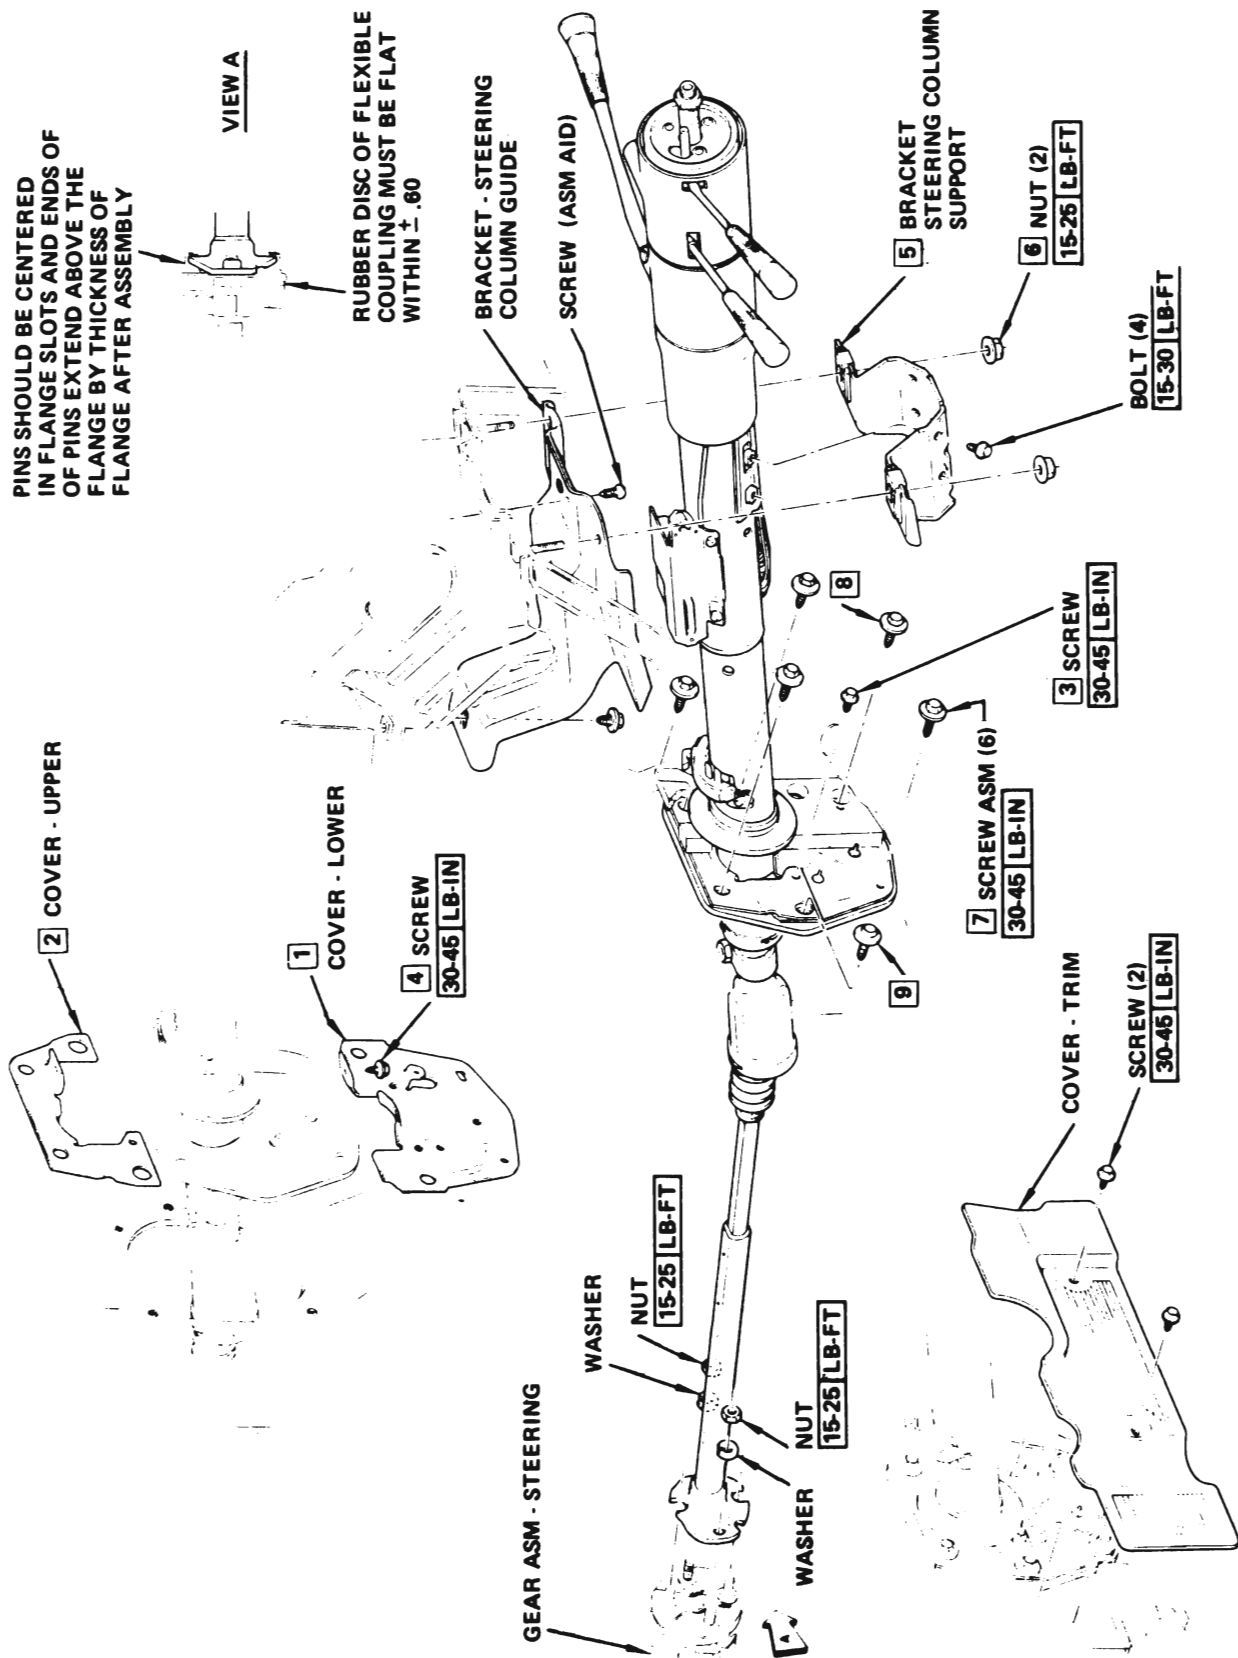 PINS SHOULD BE CENTERED
IN FLANGE SLOTS AND ENDS OF
OF PINS EXTEND ABOVE THE
FLANGE BY THICKNESS OF
FLANGE AFTER ASSEMBLY
VIEW A
RUBBER DISC OF FLEXIBLE
COUPLING MUST BE FLAT
WITHIN ± .60
BRACKET - STEERING
COLUMN GUIDE
SCREW (ASM AID)
2 COVER - UPPER
1
COVER - LOWER
4 SCREW
30-45 LB-IN
5 BRACKET
STEERING COLUMN
SUPPORT
6 NUT (2)
15-25 LB-FT
BOLT (4)
15-30 LB-FT
8
3 SCREW
30-45 LB-IN
7 SCREW ASM (6)
30-45 LB-IN
9
GEAR ASM - STEERING
WASHER
NUT
15-25 LB-FT
NUT
15-25 LB-FT
WASHER
A
COVER - TRIM
SCREW (2)
30-45 LB-IN